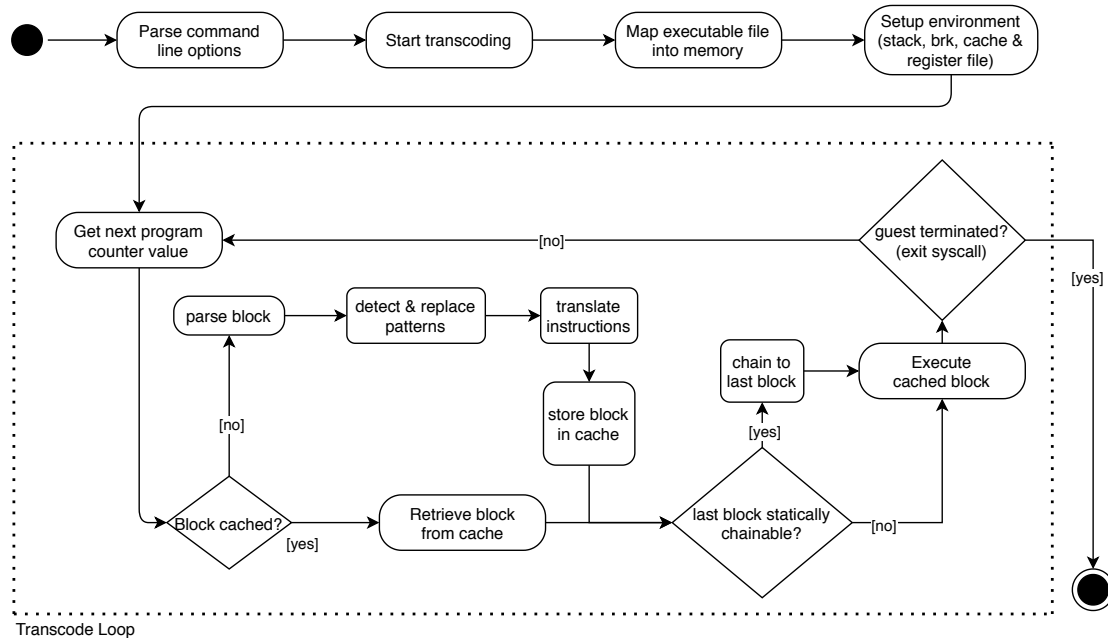 Parse command
line options
Start transcoding
Map executable file
into memory
Setup environment
(stack, brk, cache &
register file)
Get next program
counter value
[no]
guest terminated?
(exit syscall)
[yes]
parse block
detect & replace
patterns
translate
instructions
chain to
last block
Execute
cached block
[no]
store block
in cache
[yes]
Block cached?
[yes]
Retrieve block
from cache
last block statically
chainable?
[no]
Transcode Loop